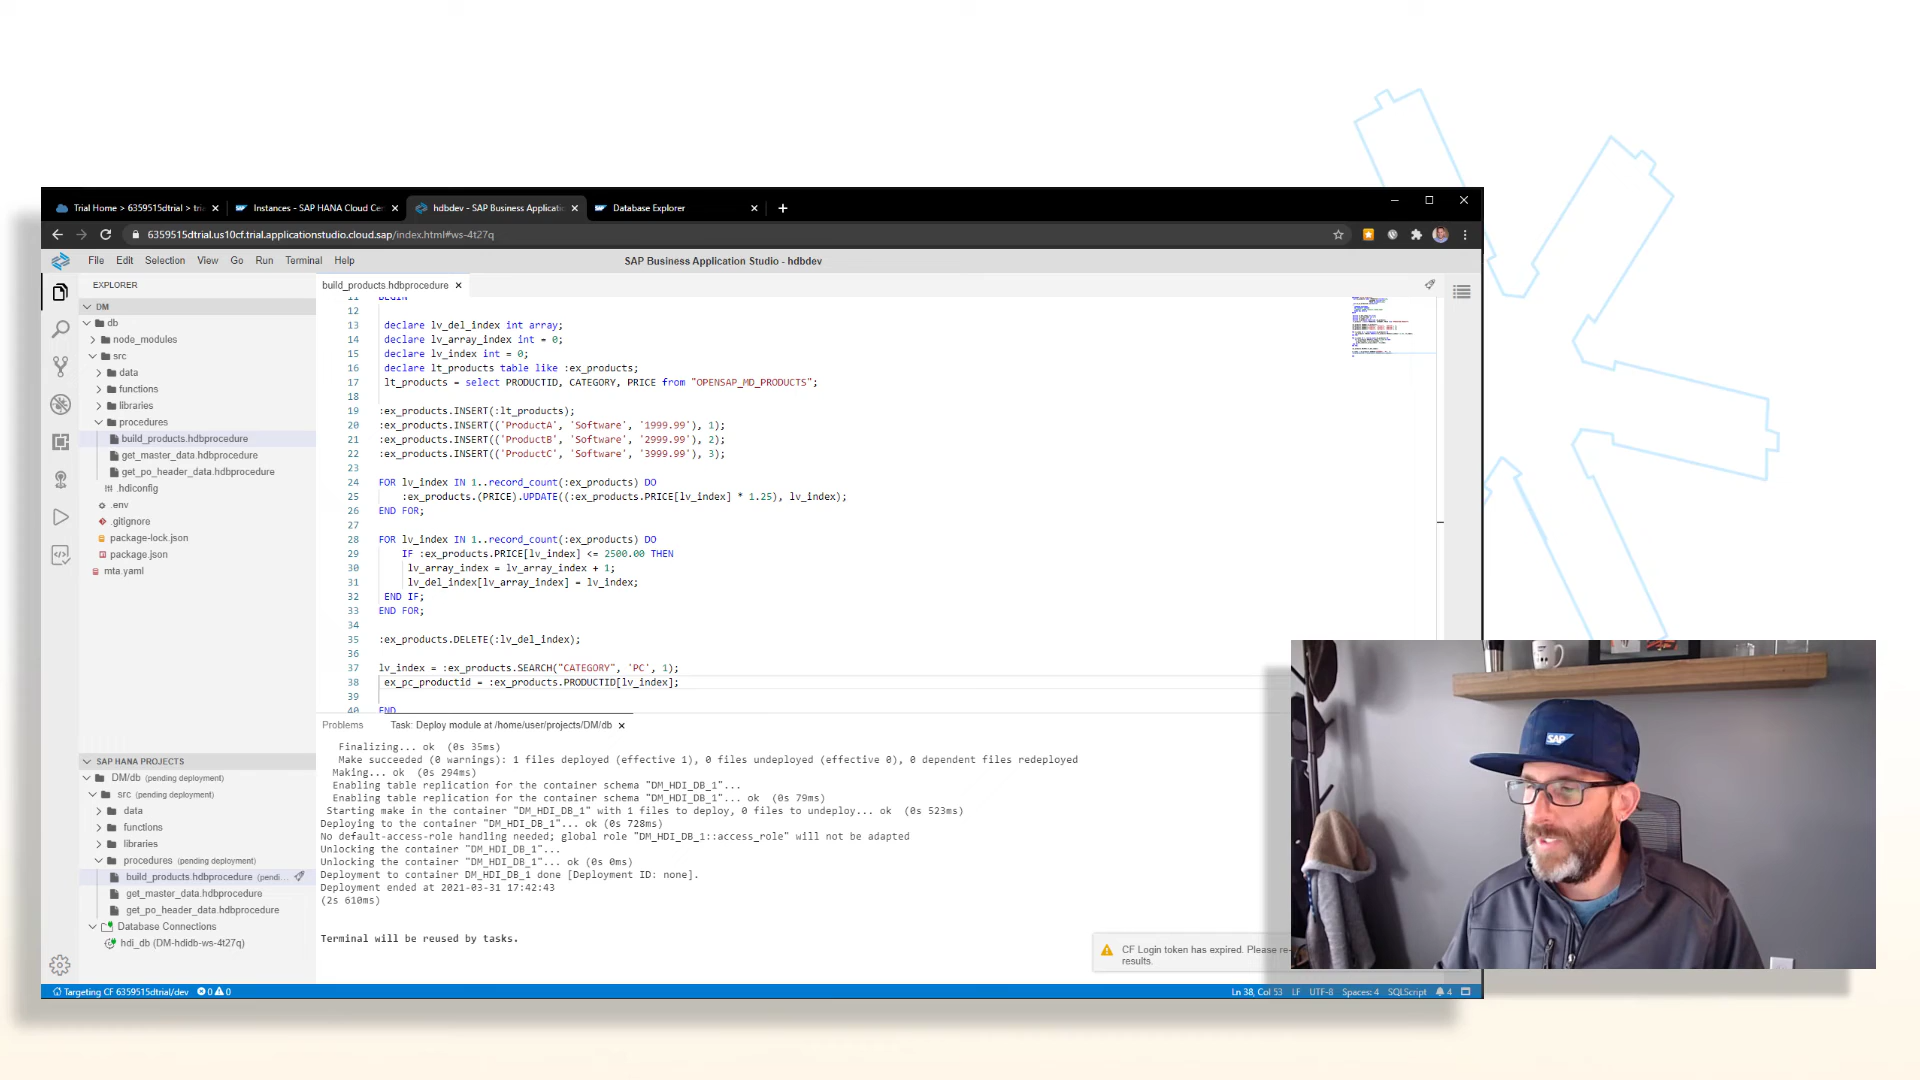 Trial Home > 6359515dtrial > tri
Instances - SAP HANA Cloud Ce
hdbdev - SAP Business Applicati
Database Explorer
6359515dtrial.us10cf.trial.applicationstudio.cloud.sap/index.html#ws-4t27q
File Edit Selection View Go Run Terminal Help
SAP Business Application Studio - hdbdev
EXPLORER
DM
db
node_modules
src
data
functions
libraries
procedures
build_products.hdbprocedure
get_master_data.hdbprocedure
get_po_header_data.hdbprocedure
.hdiconfig
.env
.gitignore
package-lock.json
package.json
mta.yaml
SAP HANA PROJECTS
DM/db (pending deployment)
src (pending deployment)
data
functions
libraries
procedures (pending deployment)
build_products.hdbprocedure (pendi...
get_master_data.hdbprocedure
get_po_header_data.hdbprocedure
Database Connections
hdi_db (DM-hdidb-ws-4t27q)
build_products.hdbprocedure
11 BEGIN
12
13 declare lv_del_index int array;
14 declare lv_array_index int = 0;
15 declare lv_index int = 0;
16 declare lt_products table like :ex_products;
17 lt_products = select PRODUCTID, CATEGORY, PRICE from "OPENSAP_MD_PRODUCTS";
18
19 :ex_products.INSERT(:lt_products);
20 :ex_products.INSERT(('ProductA', 'Software', '1999.99'), 1);
21 :ex_products.INSERT(('ProductB', 'Software', '2999.99'), 2);
22 :ex_products.INSERT(('ProductC', 'Software', '3999.99'), 3);
23
24 FOR lv_index IN 1..record_count(:ex_products) DO
25 :ex_products.(PRICE).UPDATE((:ex_products.PRICE[lv_index] * 1.25), lv_index);
26 END FOR;
27
28 FOR lv_index IN 1..record_count(:ex_products) DO
29 IF :ex_products.PRICE[lv_index] <= 2500.00 THEN
30 lv_array_index = lv_array_index + 1;
31 lv_del_index[lv_array_index] = lv_index;
32 END IF;
33 END FOR;
34
35 :ex_products.DELETE(:lv_del_index);
36
37 lv_index = :ex_products.SEARCH("CATEGORY", 'PC', 1);
38 ex_pc_productid = :ex_products.PRODUCTID[lv_index];
39
40 END
Problems
Task: Deploy module at /home/user/projects/DM/db
Finalizing... ok (0s 35ms)
Make succeeded (0 warnings): 1 files deployed (effective 1), 0 files undeployed (effective 0), 0 dependent files redeployed
Making... ok (0s 294ms)
Enabling table replication for the container schema "DM_HDI_DB_1"...
Enabling table replication for the container schema "DM_HDI_DB_1"... ok (0s 79ms)
Starting make in the container "DM_HDI_DB_1" with 1 files to deploy, 0 files to undeploy... ok (0s 523ms)
Deploying to the container "DM_HDI_DB_1"... ok (0s 728ms)
No default-access-role handling needed; global role "DM_HDI_DB_1::access_role" will not be adapted
Unlocking the container "DM_HDI_DB_1"...
Unlocking the container "DM_HDI_DB_1"... ok (0s 0ms)
Deployment to container DM_HDI_DB_1 done [Deployment ID: none].
Deployment ended at 2021-03-31 17:42:43
(2s 610ms)
Terminal will be reused by tasks.
CF Login token has expired. Please re-
results.
Targeting CF 6359515dtrial/dev 0 0
Ln 38, Col 53 LF UTF-8 Spaces: 4 SQLScript 4
SAP